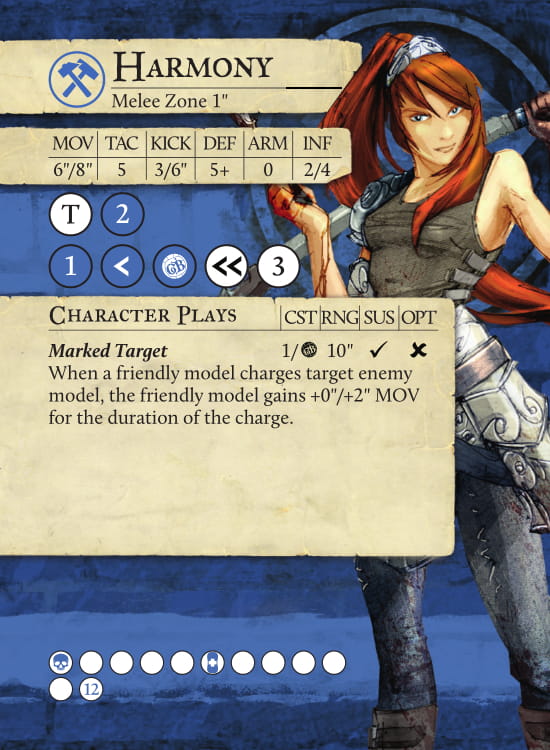 HARMONY
Melee Zone 1"
MOV TAC KICK DEF ARM INF
6"/8" 5 3/6" 5+ 0 2/4
T 2
1 < GB << 3
CHARACTER PLAYS CST RNG SUS OPT
Marked Target 1/GB 10" ✓ ✘
When a friendly model charges target enemy
model, the friendly model gains +0"/+2" MOV
for the duration of the charge.
12